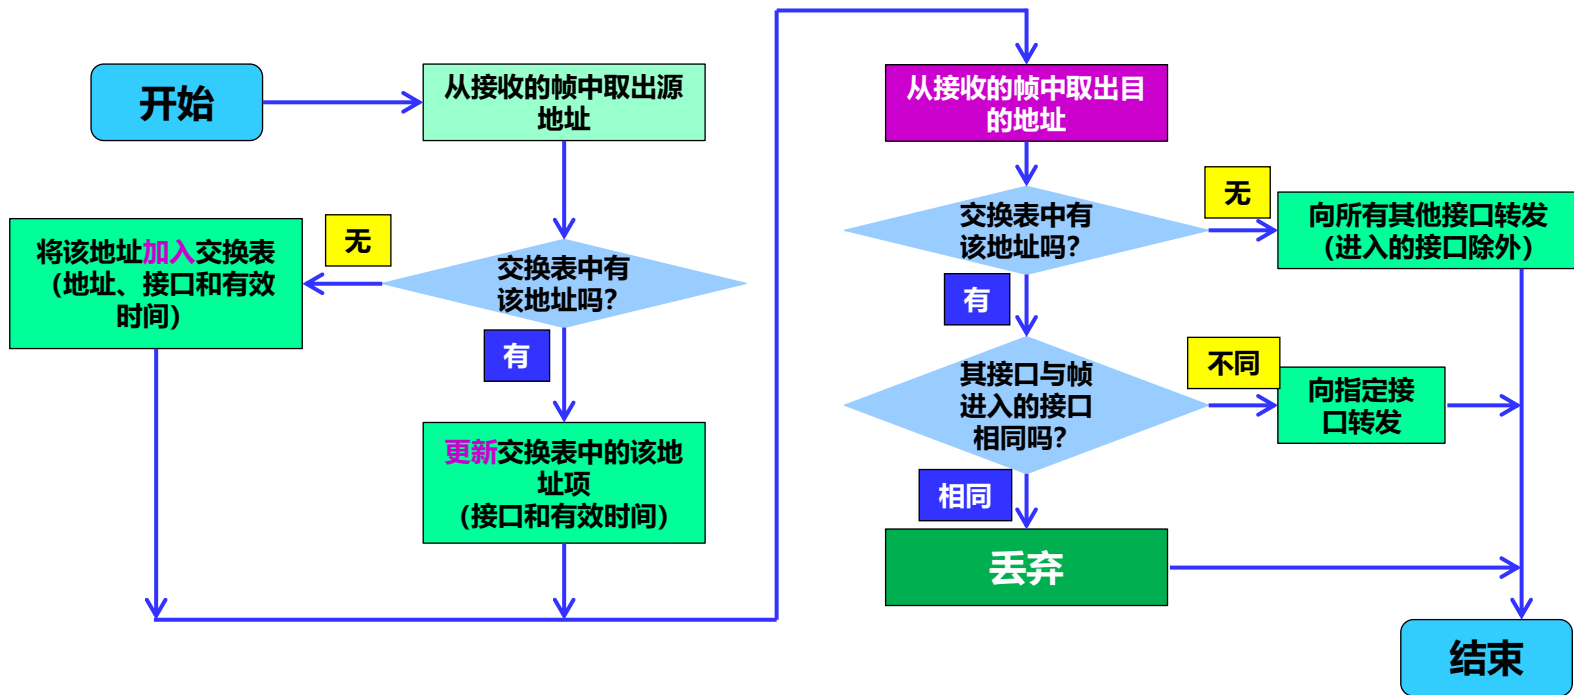 开始
从接收的帧中取出源
地址
无
将该地址加入交换表
（地址、接口和有效
时间）
交换表中有
该地址吗？
有
更新交换表中的该地
址项
（接口和有效时间）
从接收的帧中取出目
的地址
交换表中有
该地址吗？
无
向所有其他接口转发
（进入的接口除外）
有
其接口与帧
进入的接口
相同吗？
不同
向指定接
口转发
相同
丢弃
结束